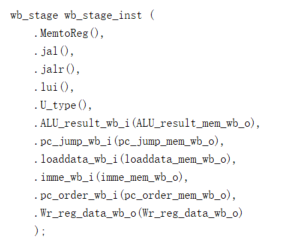 wb_stage wb_stage_inst (
.MemtoReg(),
.jal(),
.jalr(),
.lui(),
.U_type(),
.ALU_result_wb_i(ALU_result_mem_wb_o),
.pc_jump_wb_i(pc_jump_mem_wb_o),
.loaddata_wb_i(loaddata_mem_wb_o),
.imme_wb_i(imme_mem_wb_o),
.pc_order_wb_i(pc_order_mem_wb_o),
.Wr_reg_data_wb_o(Wr_reg_data_wb_o)
);